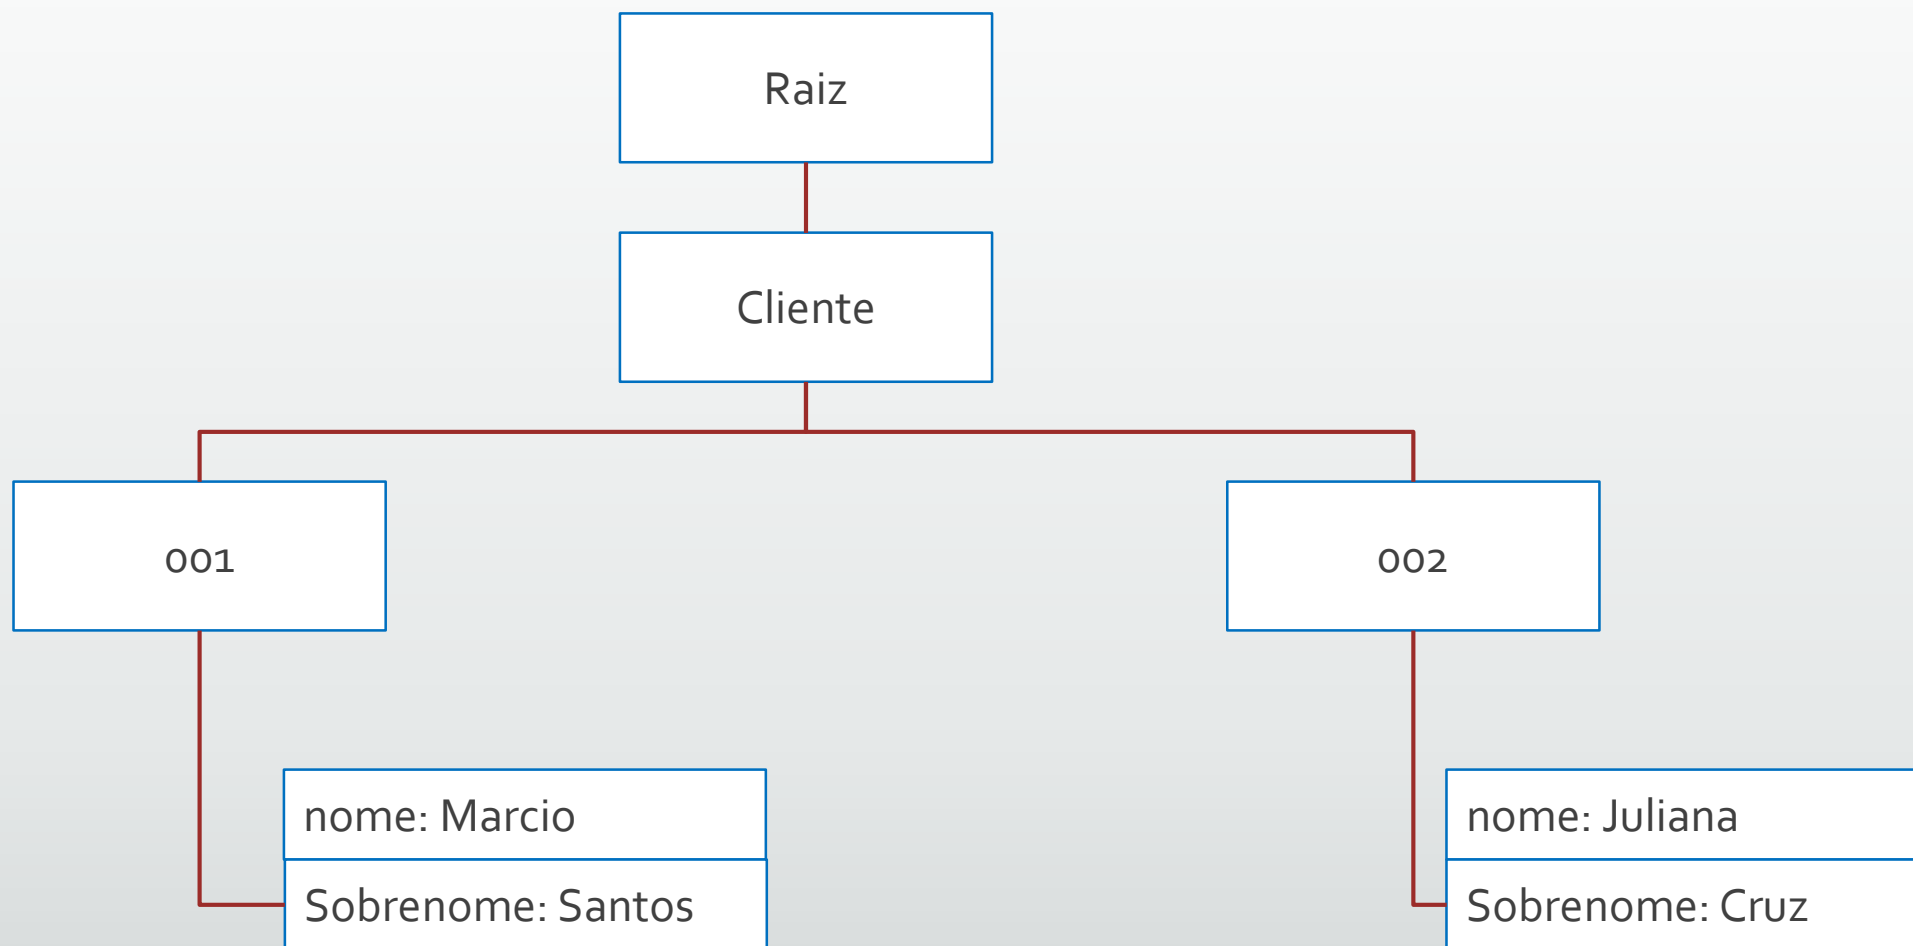 Raiz
Cliente
001
002
nome: Marcio
Sobrenome: Santos
nome: Juliana
Sobrenome: Cruz